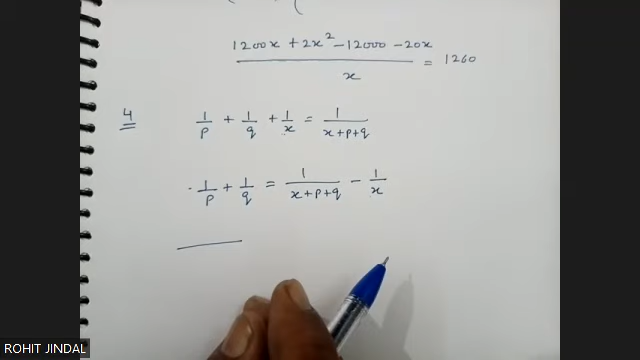 1200x + 2x² - 12000 - 20x / x = 1260
4
1/p + 1/q + 1/x = 1/(x+p+q)
1/p + 1/q = 1/(x+p+q) - 1/x
ROHIT JINDAL